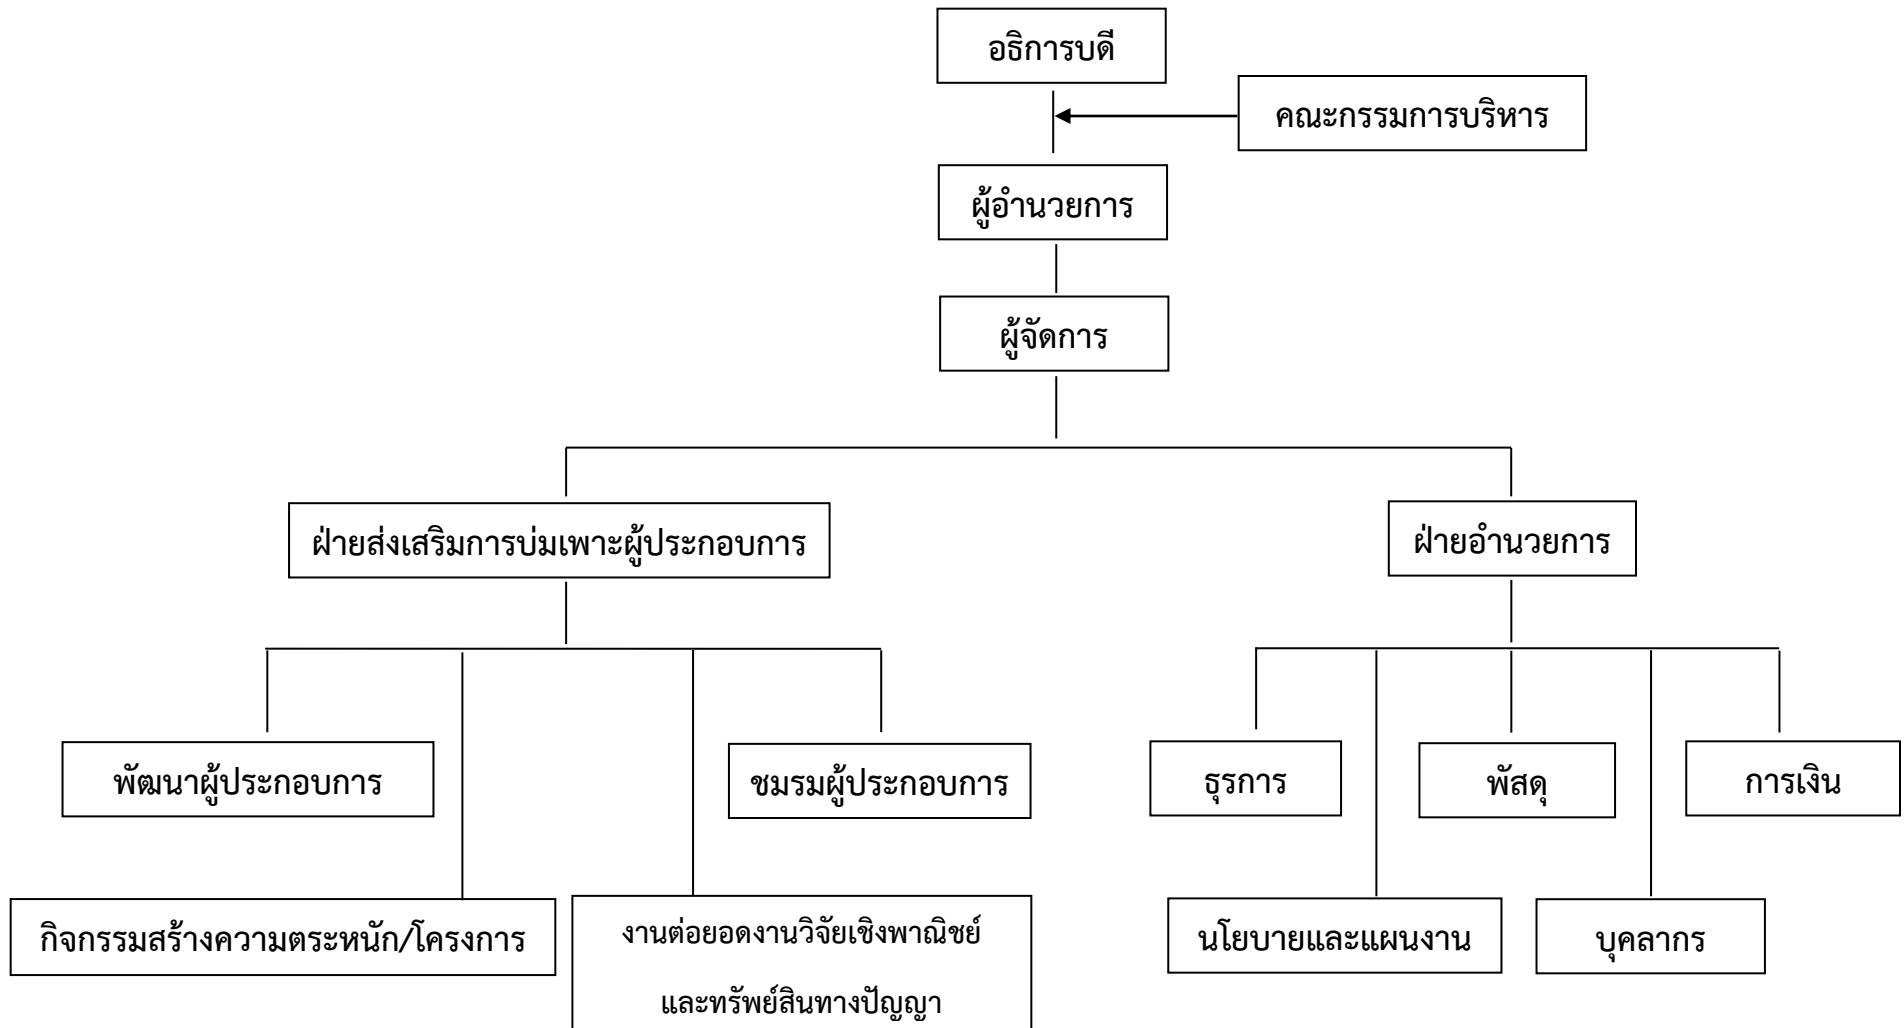 อธิการบดี
คณะกรรมการบริหาร
ผู้อำนวยการ
ผู้จัดการ
ฝ่ายส่งเสริมการบ่มเพาะผู้ประกอบการ
ฝ่ายอำนวยการ
พัฒนาผู้ประกอบการ
ชมรมผู้ประกอบการ
ธุรการ
พัสดุ
การเงิน
กิจกรรมสร้างความตระหนัก/โครงการ
งานต่อยอดงานวิจัยเชิงพาณิชย์
และทรัพย์สินทางปัญญา
นโยบายและแผนงาน
บุคลากร